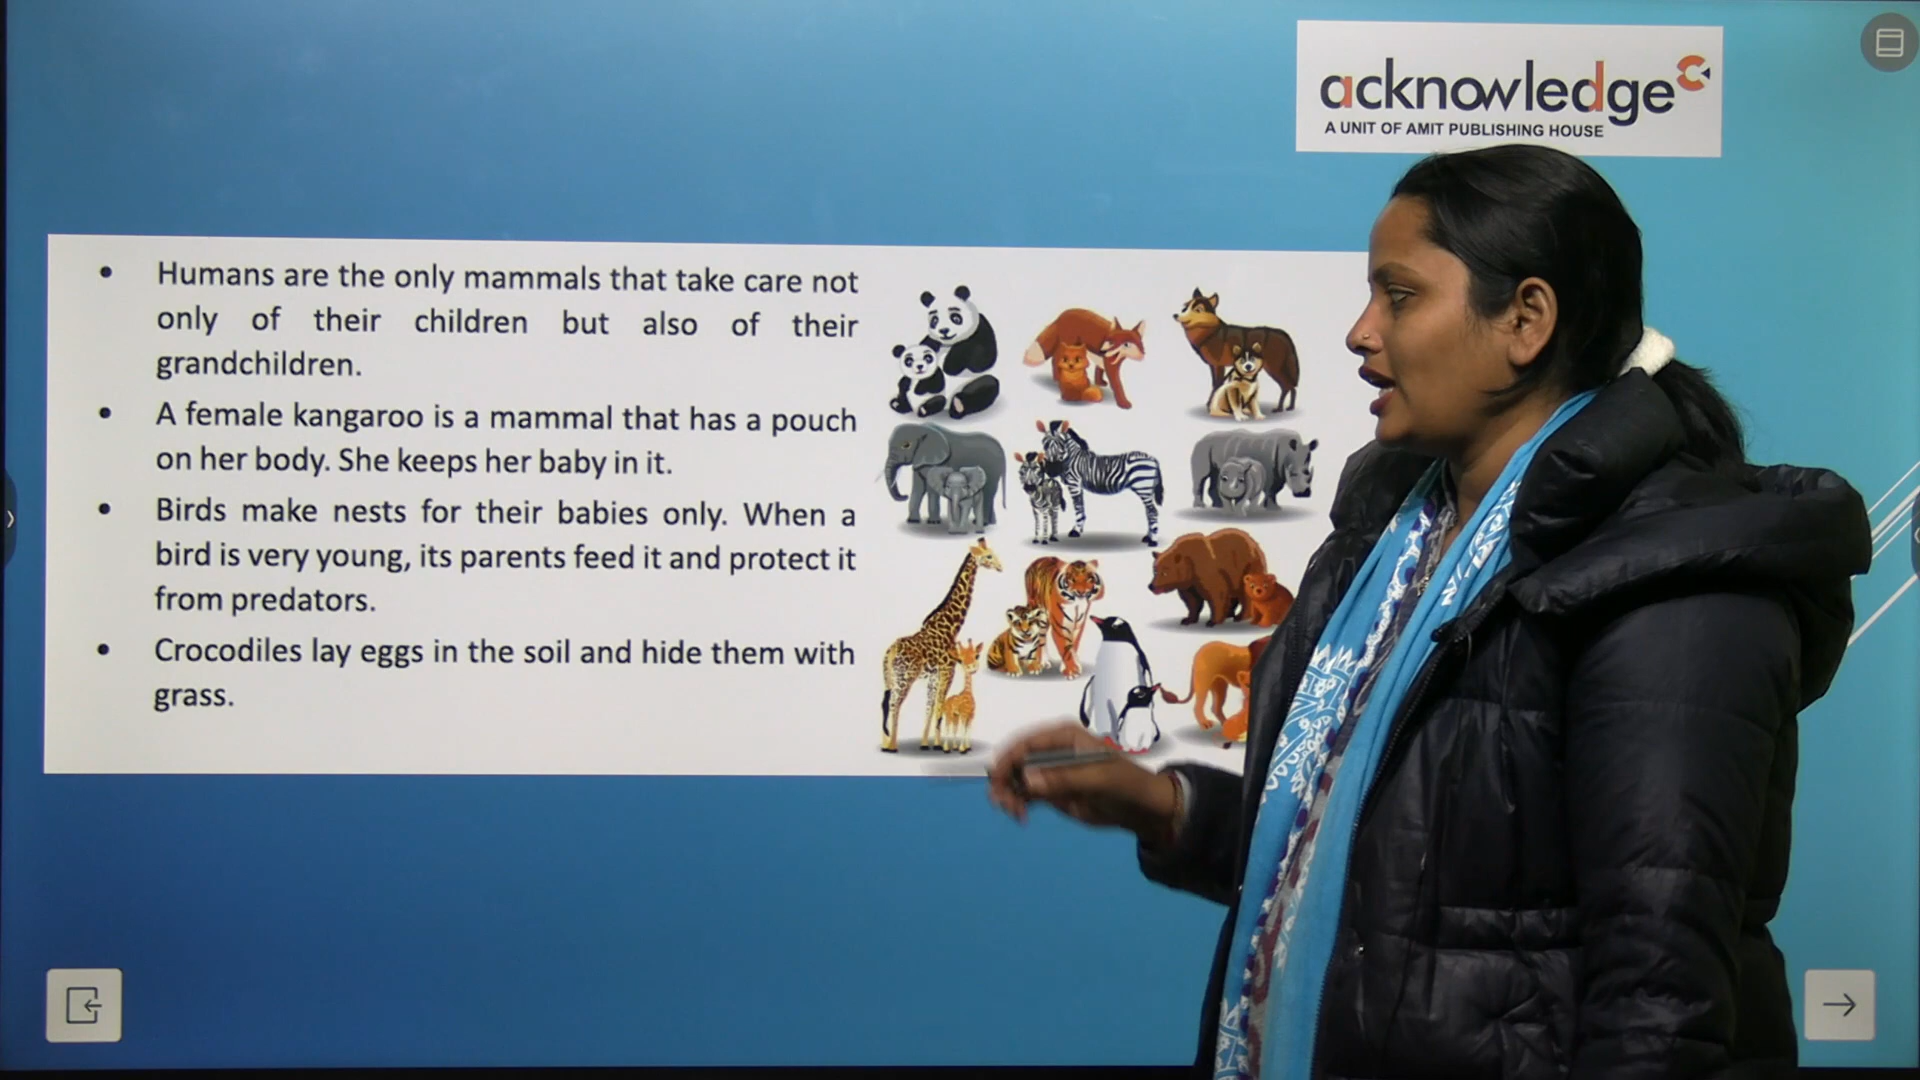 acknowledge
A UNIT OF AMIT PUBLISHING HOUSE
• Humans are the only mammals that take care not
only of their children but also of their
grandchildren.
• A female kangaroo is a mammal that has a pouch
on her body. She keeps her baby in it.
• Birds make nests for their babies only. When a
bird is very young, its parents feed it and protect it
from predators.
• Crocodiles lay eggs in the soil and hide them with
grass.